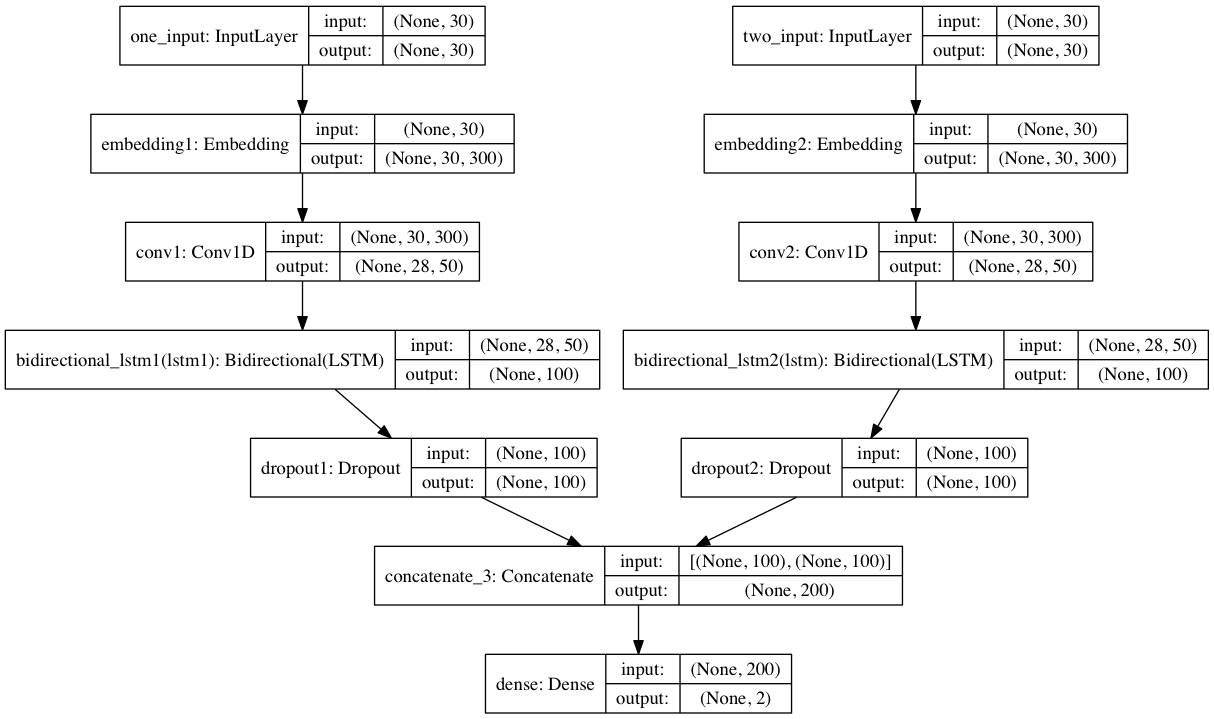 one_input: InputLayer
input:
(None, 30)
output:
(None, 30)
two_input: InputLayer
input:
(None, 30)
output:
(None, 30)
embedding1: Embedding
input:
(None, 30)
output:
(None, 30, 300)
embedding2: Embedding
input:
(None, 30)
output:
(None, 30, 300)
conv1: Conv1D
input:
(None, 30, 300)
output:
(None, 28, 50)
conv2: Conv1D
input:
(None, 30, 300)
output:
(None, 28, 50)
bidirectional_lstm1(lstm1): Bidirectional(LSTM)
input:
(None, 28, 50)
output:
(None, 100)
bidirectional_lstm2(lstm): Bidirectional(LSTM)
input:
(None, 28, 50)
output:
(None, 100)
dropout1: Dropout
input:
(None, 100)
output:
(None, 100)
dropout2: Dropout
input:
(None, 100)
output:
(None, 100)
concatenate_3: Concatenate
input:
[(None, 100), (None, 100)]
output:
(None, 200)
dense: Dense
input:
(None, 200)
output:
(None, 2)